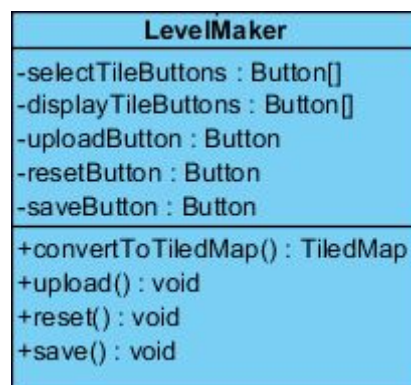 LevelMaker
-selectTileButtons : Button[]
-displayTileButtons : Button[]
-uploadButton : Button
-resetButton : Button
-saveButton : Button
+convertToTiledMap() : TiledMap
+upload() : void
+reset() : void
+save() : void